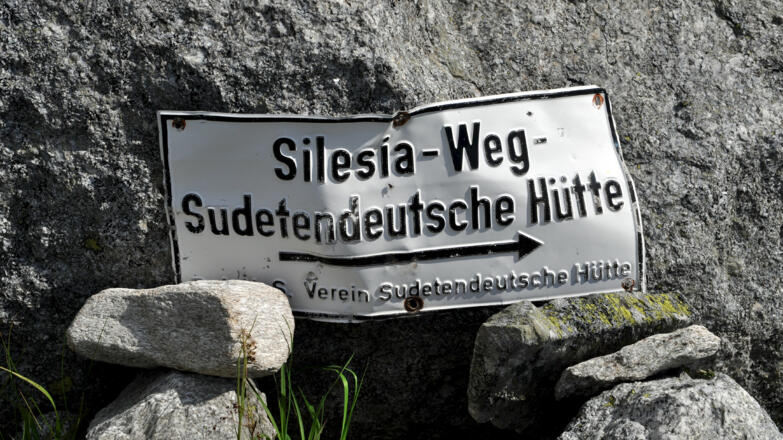 Silesia-Weg-
Sudetendeutsche Hütte
S. Verein Sudetendeutsche Hütte